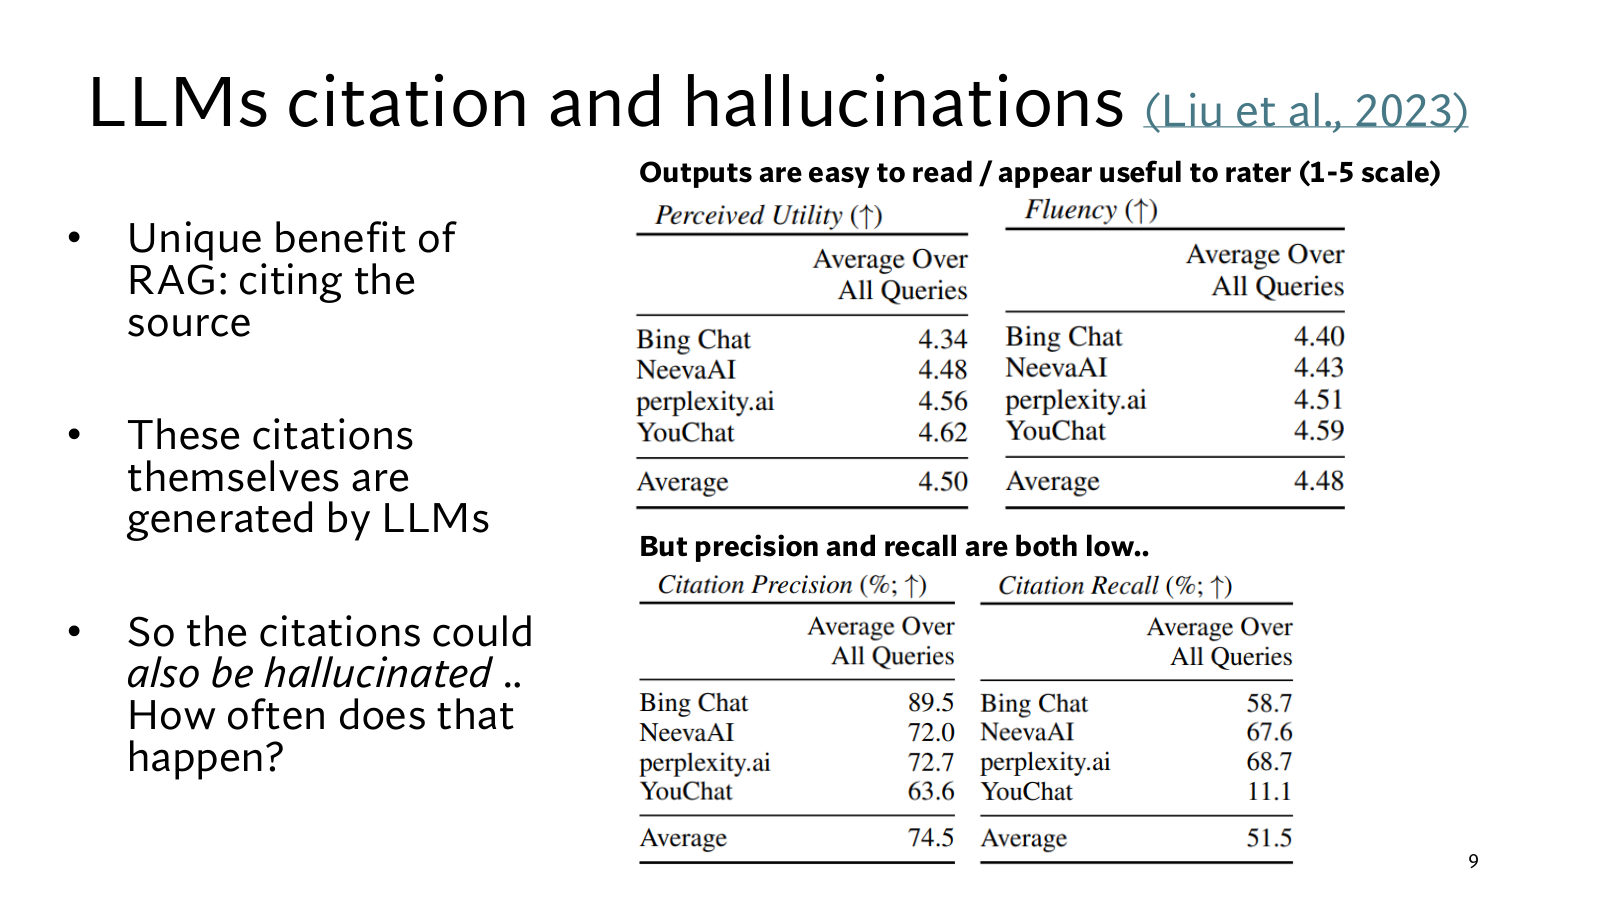 LLMs citation and hallucinations (Liu et al., 2023)
• Unique benefit of
RAG: citing the
source
• These citations
themselves are
generated by LLMs
• So the citations could
also be hallucinated ..
How often does that
happen?
Outputs are easy to read / appear useful to rater (1-5 scale)
Perceived Utility (↑)
Average Over
All Queries
Bing Chat 4.34
NeevaAI 4.48
perplexity.ai 4.56
YouChat 4.62
Average 4.50
Fluency (↑)
Average Over
All Queries
Bing Chat 4.40
NeevaAI 4.43
perplexity.ai 4.51
YouChat 4.59
Average 4.48
But precision and recall are both low..
Citation Precision (%; ↑)
Average Over
All Queries
Bing Chat 89.5
NeevaAI 72.0
perplexity.ai 72.7
YouChat 63.6
Average 74.5
Citation Recall (%; ↑)
Average Over
All Queries
Bing Chat 58.7
NeevaAI 67.6
perplexity.ai 68.7
YouChat 11.1
Average 51.5
9